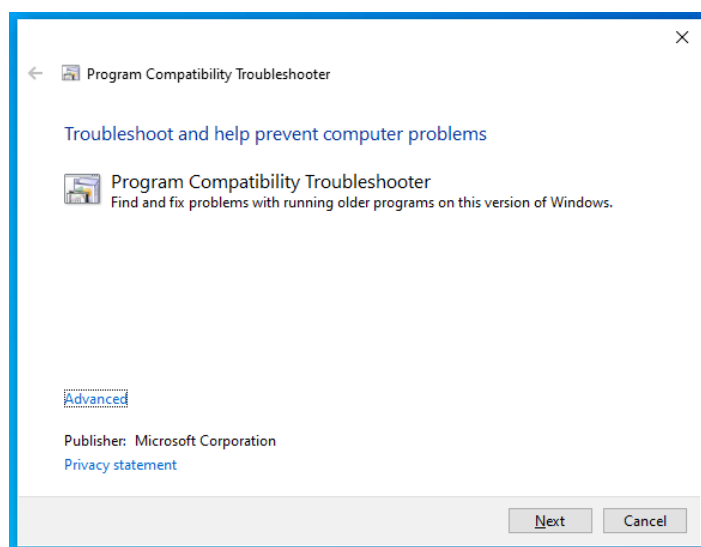 Program Compatibility Troubleshooter
Troubleshoot and help prevent computer problems
Program Compatibility Troubleshooter
Find and fix problems with running older programs on this version of Windows.
Advanced
Publisher: Microsoft Corporation
Privacy statement
Next
Cancel